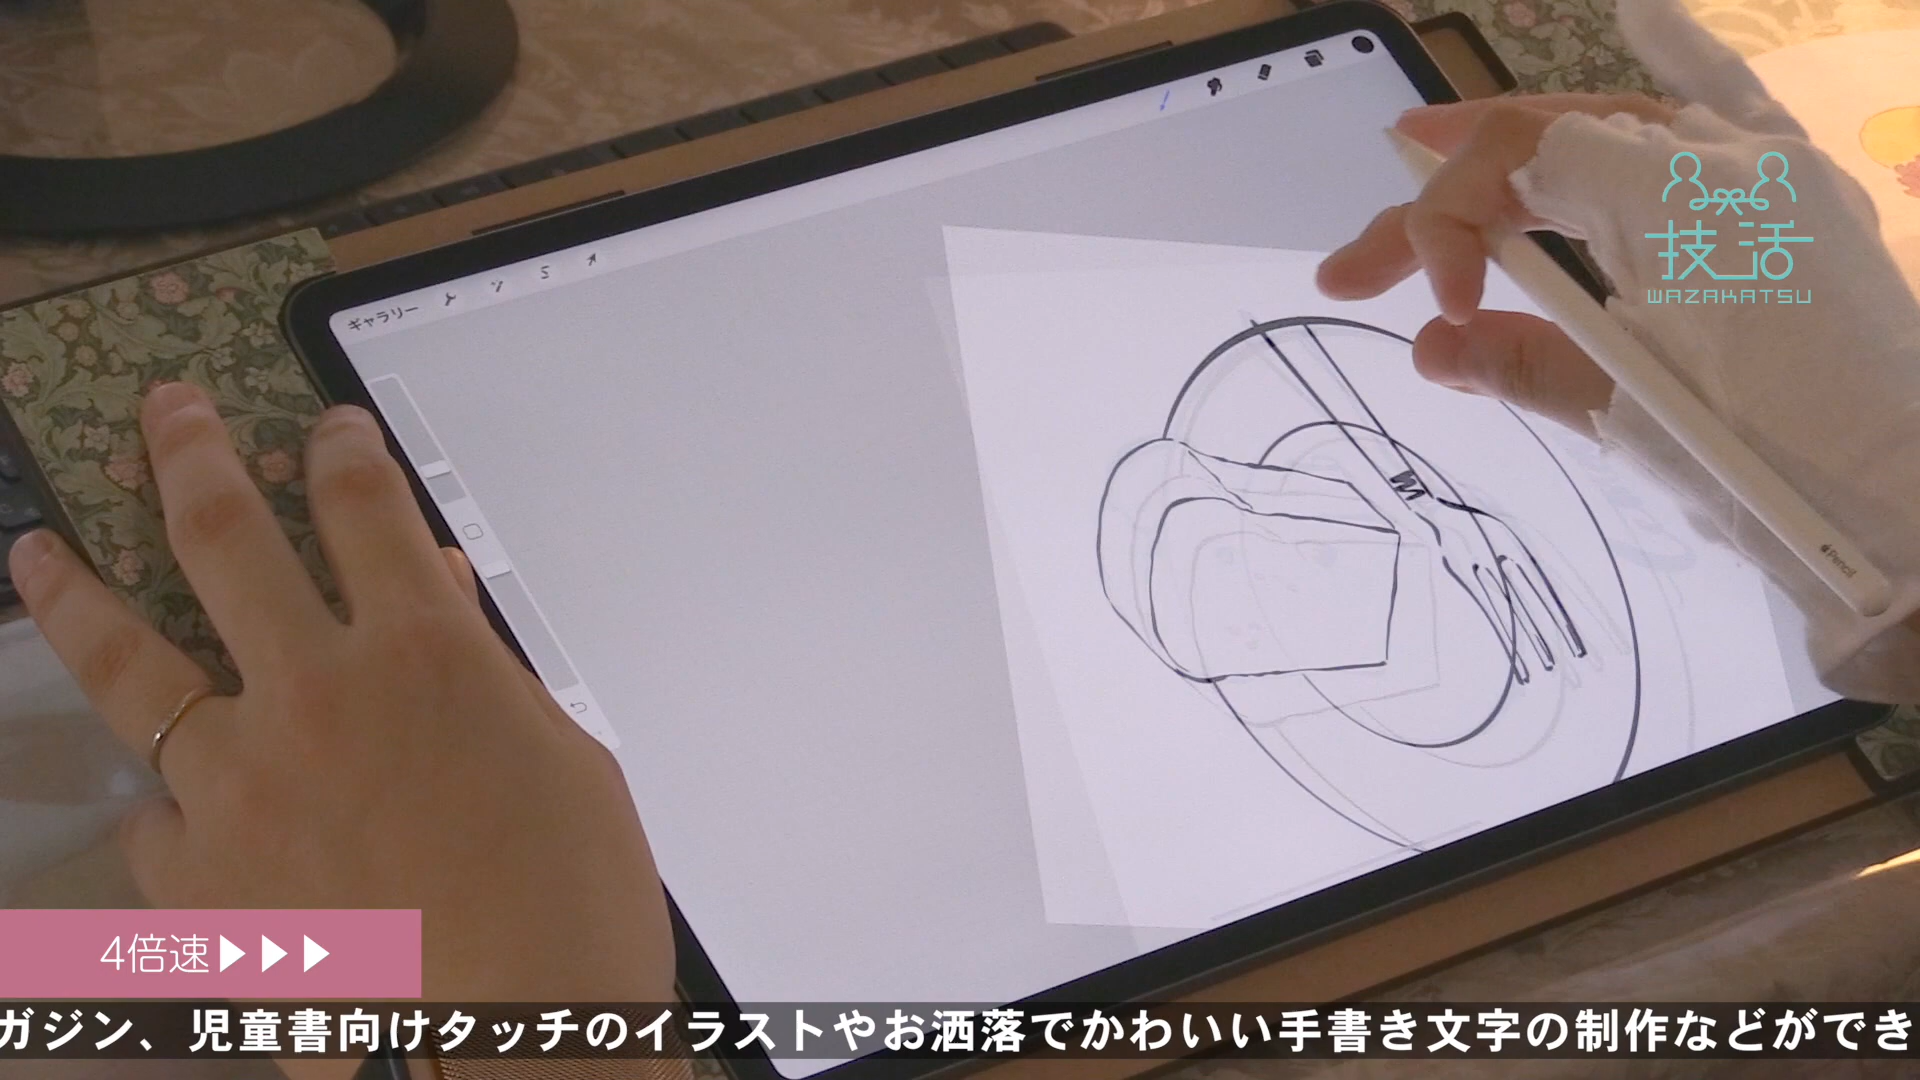 ギャラリー
技活
WAZAKATSU
Pencil
4倍速▶▶▶
ガジン、児童書向けタッチのイラストやお洒落でかわいい手書き文字の制作などができ